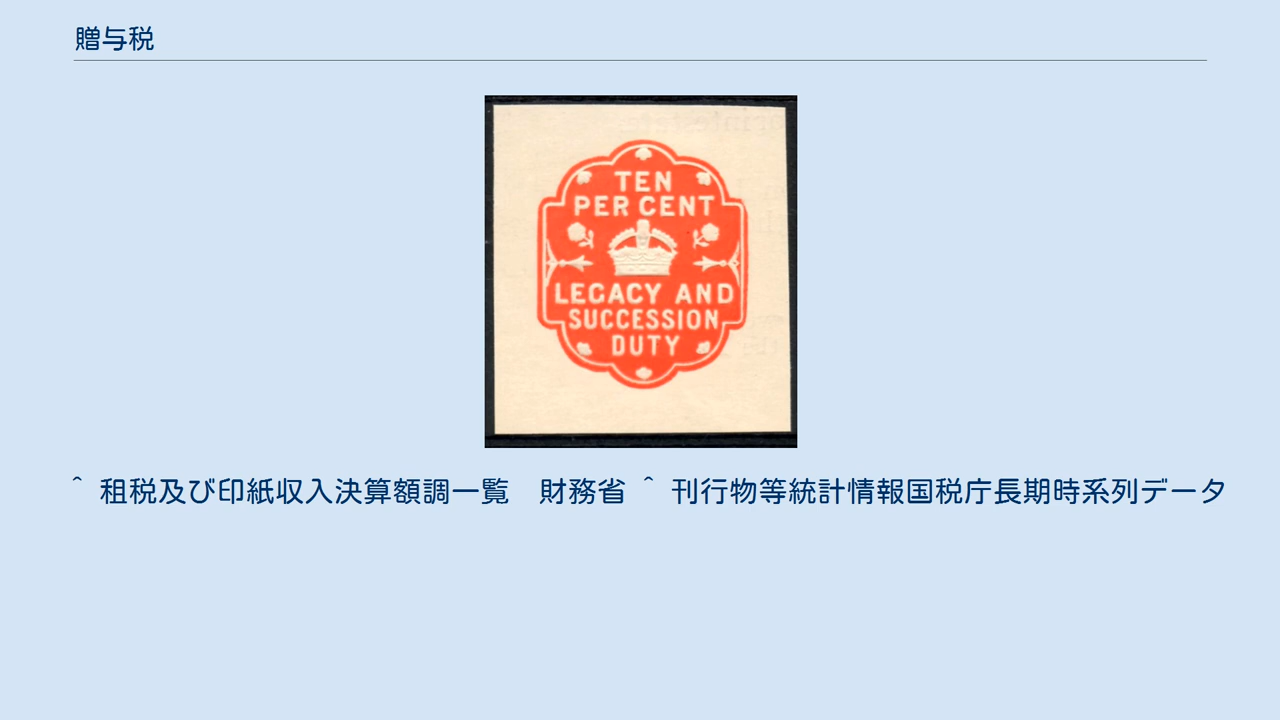 贈与税
TEN
PER CENT
LEGACY AND
SUCCESSION
DUTY
^ 租税及び印紙収入決算額調一覧　財務省 ^ 刊行物等統計情報国税庁長期時系列データ